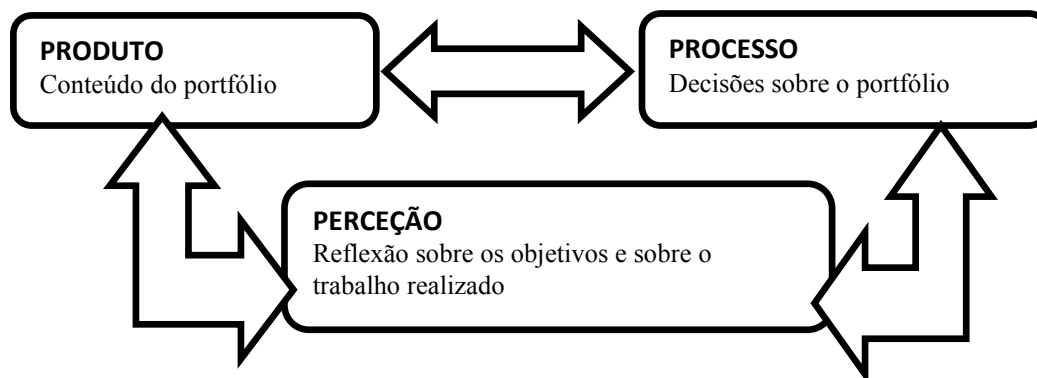 PRODUTO
Conteúdo do portfólio
PROCESSO
Decisões sobre o portfólio
PERCEÇÃO
Reflexão sobre os objetivos e sobre o
trabalho realizado